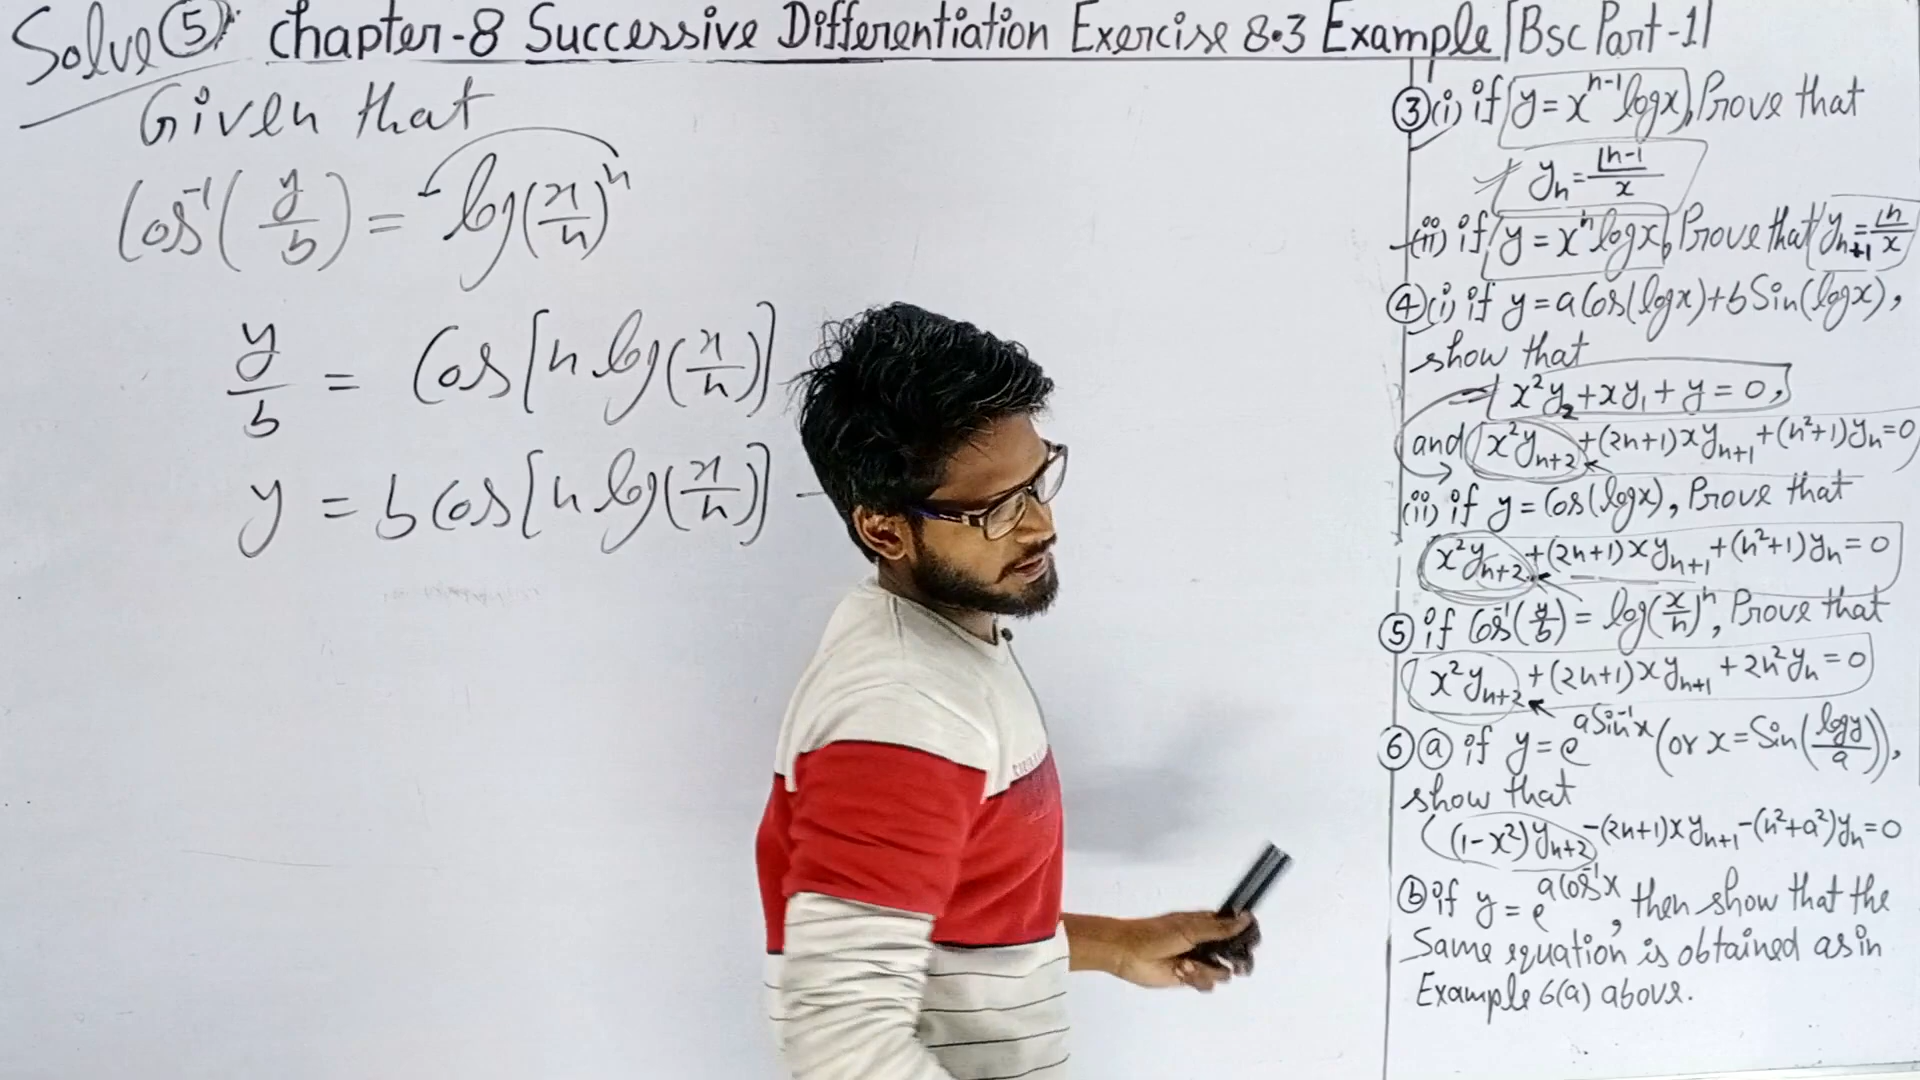 Solve ⑤ Chapter-8 Successive Differentiation Exercise 8.3 Example [Bsc Part-1]
Given that
Cos⁻¹(y/b) = log(x/n)ⁿ
y/b = Cos[n log(x/n)]
y = b Cos[n log(x/n)]
③(i) if y = xⁿ⁻¹ log x, Prove that
yₙ = |n-1 / x
(ii) if y = xⁿ log x, Prove that yₙ₊₁ = |n / x
④(i) if y = a Cos(log x) + b Sin(log x),
show that
x²y₂ + xy₁ + y = 0,
and x²yₙ₊₂ + (2n+1)xyₙ₊₁ + (n²+1)yₙ = 0
(ii) if y = Cos(log x), Prove that
x²yₙ₊₂ + (2n+1)xyₙ₊₁ + (n²+1)yₙ = 0
⑤ if Cos⁻¹(y/b) = log(x/n)ⁿ, Prove that
x²yₙ₊₂ + (2n+1)xyₙ₊₁ + 2n²yₙ = 0
⑥ ⓐ if y = e^(a Sin⁻¹x) (or x = Sin(log y / a)),
show that
(1-x²)yₙ₊₂ - (2n+1)xyₙ₊₁ - (n²+a²)yₙ = 0
ⓑ if y = e^(a Cos⁻¹x), then show that the
Same equation is obtained as in
Example 6(a) above.